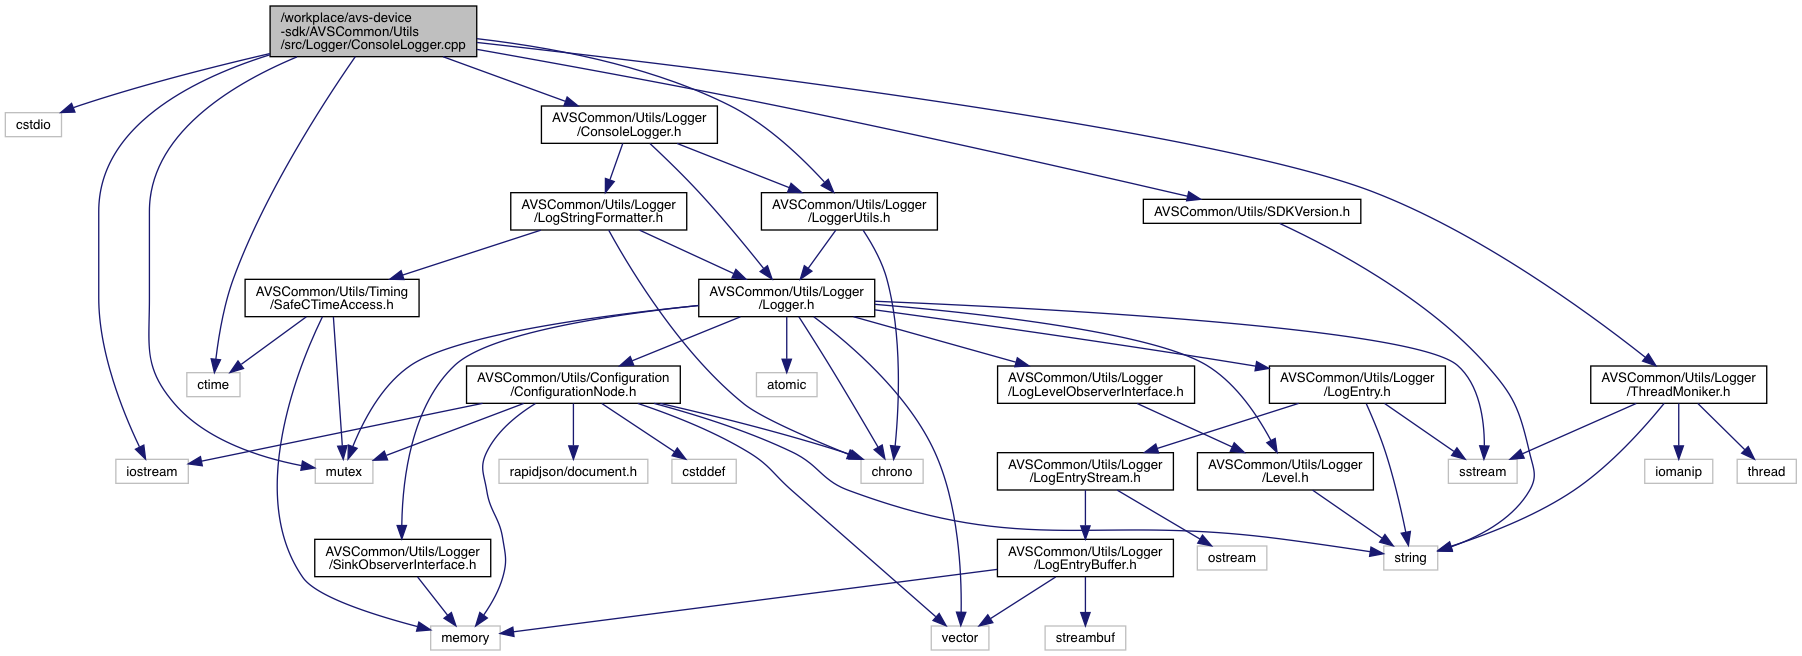 /workplace/avs-device
-sdk/AVSCommon/Utils
/src/Logger/ConsoleLogger.cpp
cstdio
AVSCommon/Utils/Logger
/ConsoleLogger.h
AVSCommon/Utils/Logger
/LogStringFormatter.h
AVSCommon/Utils/Logger
/LoggerUtils.h
AVSCommon/Utils/SDKVersion.h
AVSCommon/Utils/Timing
/SafeCTimeAccess.h
AVSCommon/Utils/Logger
/Logger.h
ctime
AVSCommon/Utils/Configuration
/ConfigurationNode.h
atomic
AVSCommon/Utils/Logger
/LogLevelObserverInterface.h
AVSCommon/Utils/Logger
/LogEntry.h
AVSCommon/Utils/Logger
/ThreadMoniker.h
iostream
mutex
rapidjson/document.h
cstddef
chrono
AVSCommon/Utils/Logger
/LogEntryStream.h
AVSCommon/Utils/Logger
/Level.h
sstream
iomanip
thread
AVSCommon/Utils/Logger
/SinkObserverInterface.h
AVSCommon/Utils/Logger
/LogEntryBuffer.h
ostream
string
memory
vector
streambuf